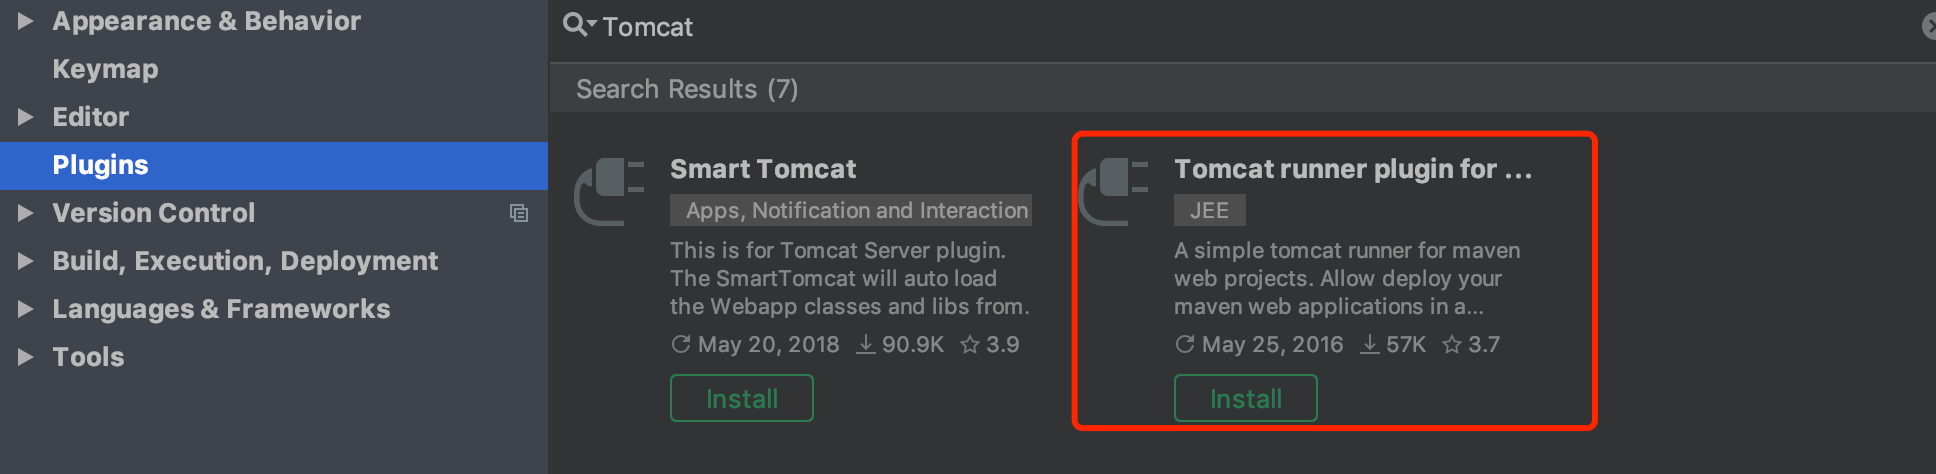 Appearance & Behavior
Keymap
Editor
Plugins
Version Control
Build, Execution, Deployment
Languages & Frameworks
Tools
Tomcat
Search Results (7)
Smart Tomcat
Apps, Notification and Interaction
This is for Tomcat Server plugin.
The SmartTomcat will auto load
the Webapp classes and libs from.
May 20, 2018 90.9K 3.9
Install
Tomcat runner plugin for ...
JEE
A simple tomcat runner for maven
web projects. Allow deploy your
maven web applications in a...
May 25, 2016 57K 3.7
Install